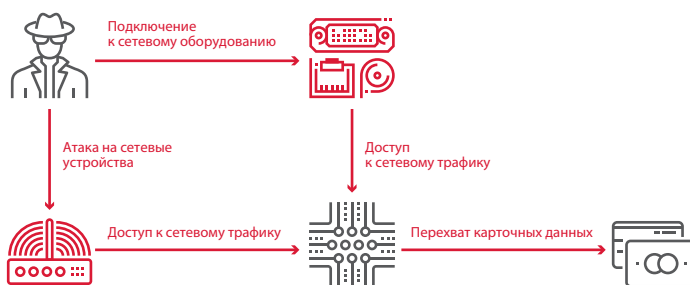 Подключение
к сетевому оборудованию
Атака на сетевые
устройства
Доступ
к сетевому трафику
Доступ к сетевому трафику
Перехват карточных данных